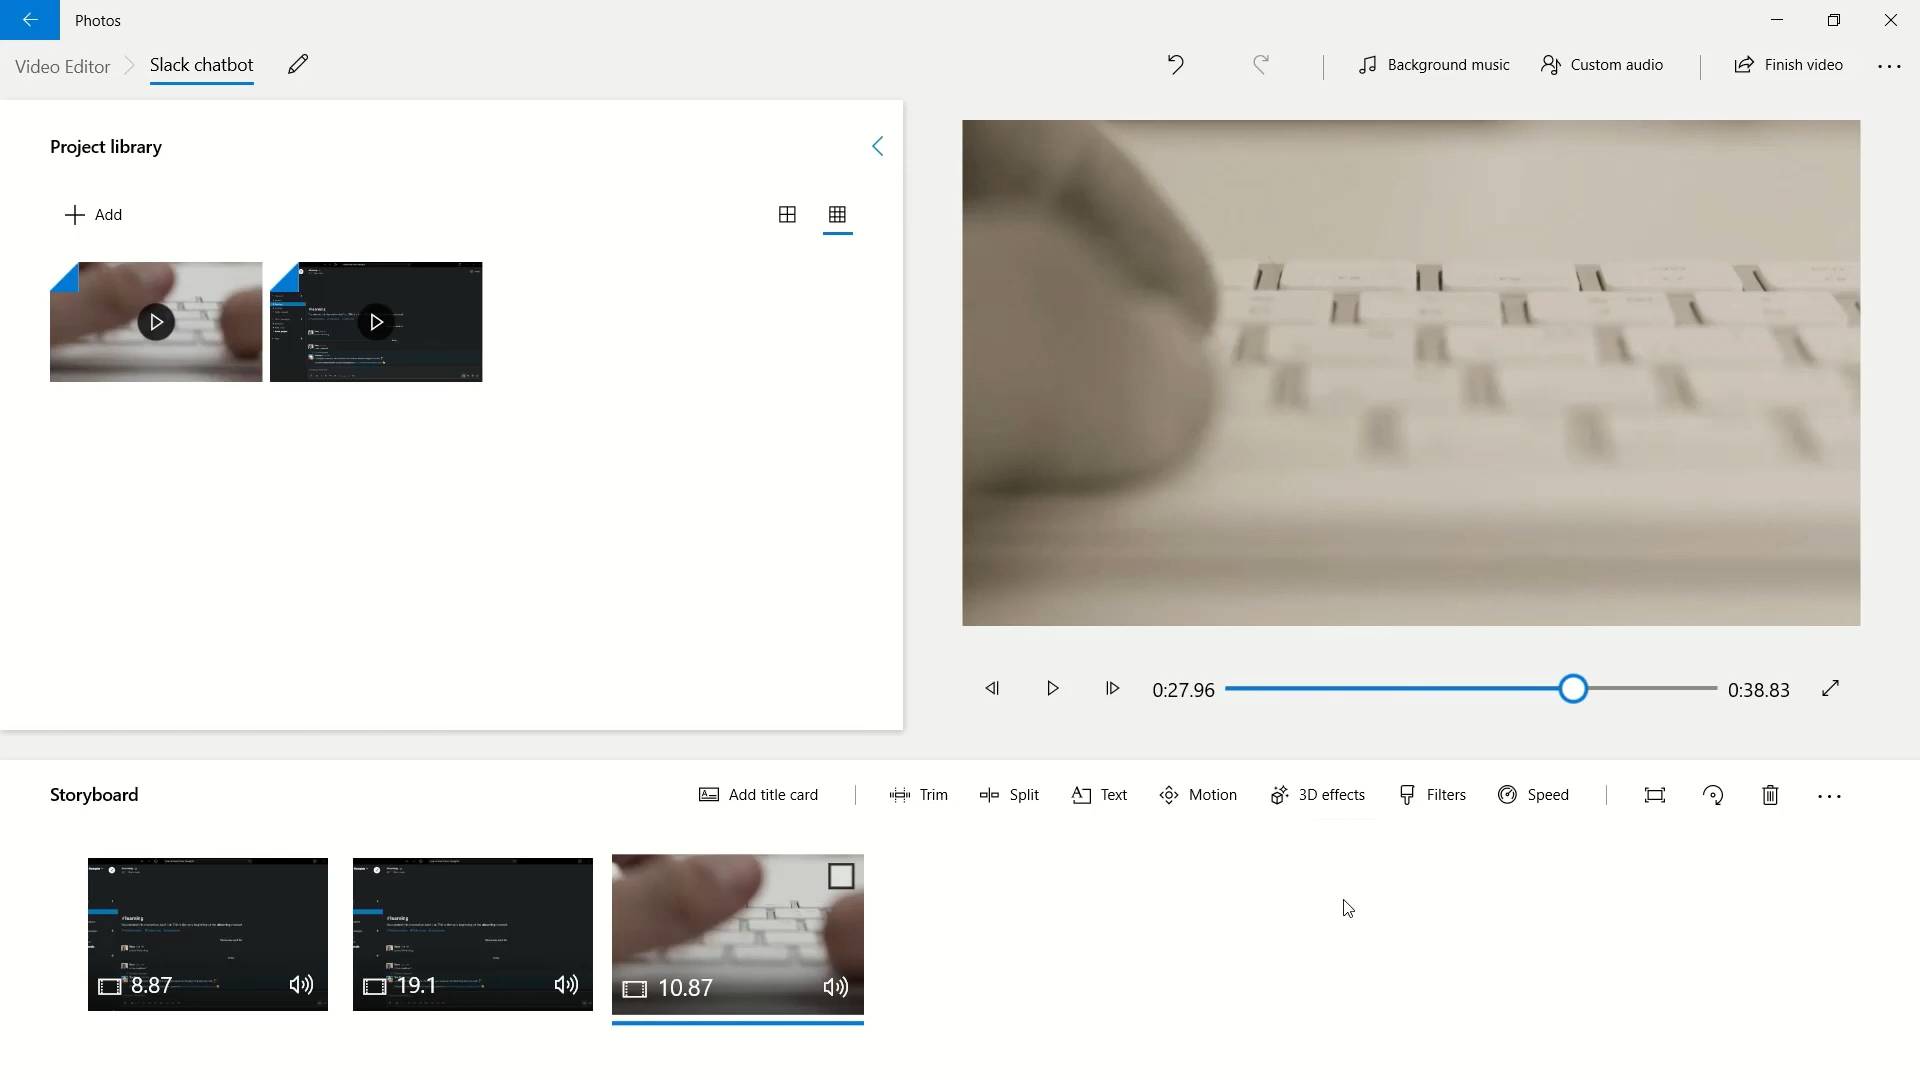 Photos
Video Editor
Slack chatbot
Background music
Custom audio
Finish video
Project library
Add
0:27.96
0:38.83
Storyboard
Add title card
Trim
Split
Text
Motion
3D effects
Filters
Speed
8.87
19.1
10.87